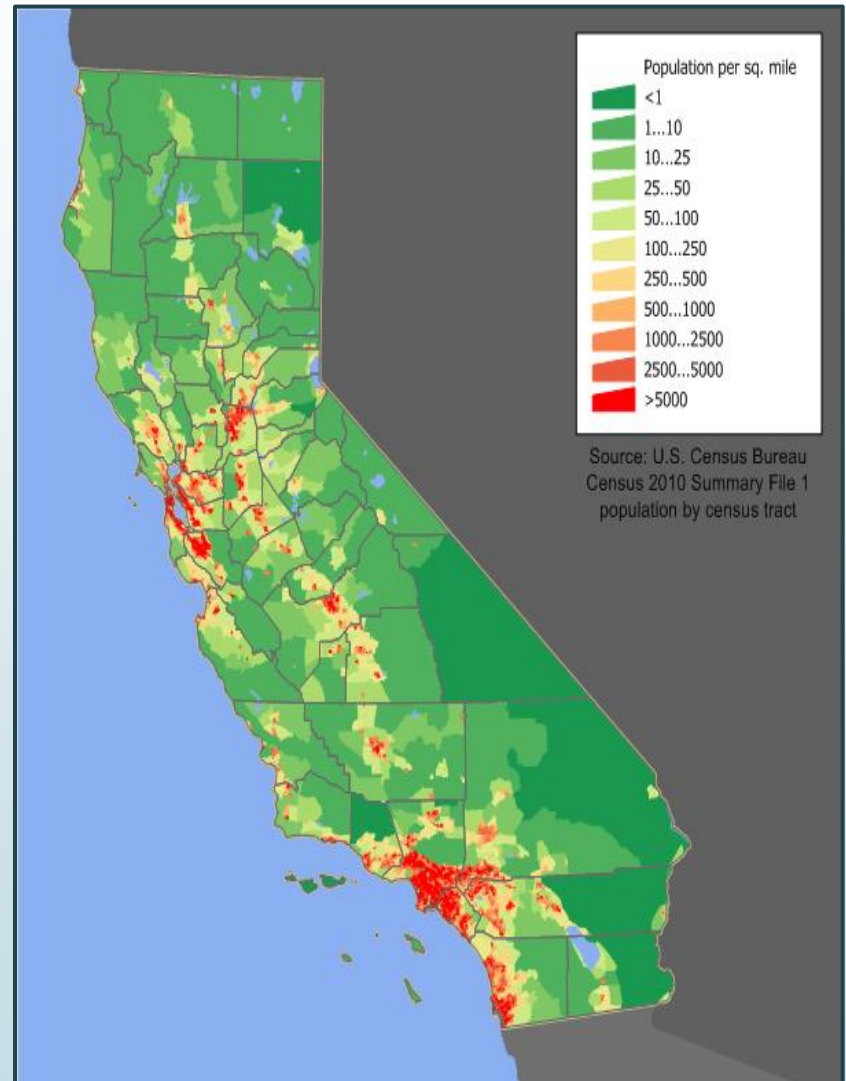 Population per sq. mile
<1
1...10
10...25
25...50
50...100
100...250
250...500
500...1000
1000...2500
2500...5000
>5000
Source: U.S. Census Bureau
Census 2010 Summary File 1
population by census tract